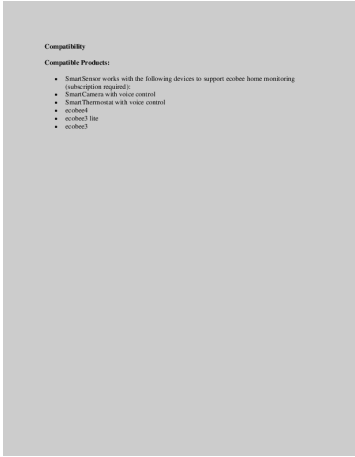 Compatibility
Compatible Products:
• SmartSensor works with the following devices to support ecobee home monitoring
(subscription required):
• SmartCamera with voice control
• SmartThermostat with voice control
• ecobee4
• ecobee3 lite
• ecobee3